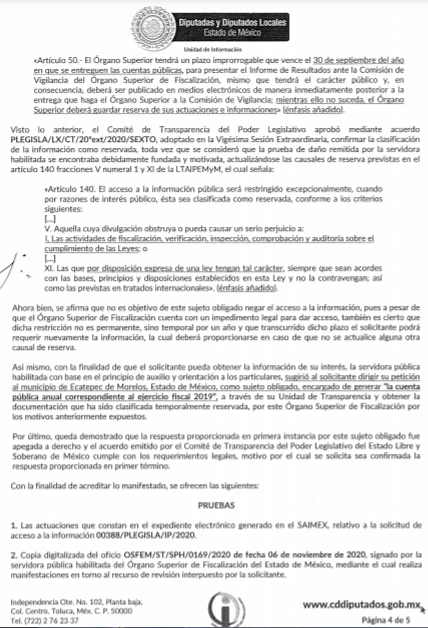 Diputadas y Diputados Locales
Estado de México
Unidad de Información
«Artículo 50.- El Órgano Superior tendrá un plazo improrrogable que vence el 30 de septiembre del año
en que se entreguen las cuentas públicas, para presentar el Informe de Resultados ante la Comisión de
Vigilancia del Órgano Superior de Fiscalización, mismo que tendrá el carácter público y, en
consecuencia, deberá ser publicado en medios electrónicos de manera inmediatamente posterior a la
entrega que haga el Órgano Superior a la Comisión de Vigilancia; mientras ello no suceda, el Órgano
Superior deberá guardar reserva de sus actuaciones e informaciones» (énfasis añadido).
Visto lo anterior, el Comité de Transparencia del Poder Legislativo aprobó mediante acuerdo
PLEGISLA/LX/CT/20°ext/2020/SEXTO, adoptado en la Vigésima Sesión Extraordinaria, confirmar la clasificación
de la información como reservada, toda vez que se consideró que la prueba de daño remitida por la servidora
habilitada se encontraba debidamente fundada y motivada, actualizándose las causales de reserva previstas en el
artículo 140 fracciones V numeral 1 y XI de la LTAIPEMyM, el cual señala:
«Artículo 140. El acceso a la información pública será restringido excepcionalmente, cuando
por razones de interés público, ésta sea clasificada como reservada, conforme a los criterios
siguientes:
[...]
V. Aquella cuya divulgación obstruya o pueda causar un serio perjuicio a:
I. Las actividades de fiscalización, verificación, inspección, comprobación y auditoría sobre el
cumplimiento de las Leyes; o
[...]
XI. Las que por disposición expresa de una ley tengan tal carácter, siempre que sean acordes
con las bases, principios y disposiciones establecidos en esta Ley y no la contravengan; así
como las previstas en tratados internacionales». (énfasis añadido).
Ahora bien, se afirma que no es objetivo de este sujeto obligado negar el acceso a la información, pues a pesar de
que el Órgano Superior de Fiscalización cuenta con un impedimento legal para dar acceso, también es cierto que
dicha restricción no es permanente, sino temporal por un año y que transcurrido dicho plazo el solicitante podrá
requerir nuevamente la información, la cual deberá proporcionarse en caso de que no se actualice alguna otra
causal de reserva.
Así mismo, con la finalidad de que el solicitante pueda obtener la información de su interés, la servidora pública
habilitada con base en el principio de auxilio y orientación a los particulares, sugirió al solicitante dirigir su petición
al municipio de Ecatepec de Morelos, Estado de México, como sujeto obligado, encargado de generar "la cuenta
pública anual correspondiente al ejercicio fiscal 2019", a través de su Unidad de Transparencia y obtener la
documentación que ha sido clasificada temporalmente reservada, por este Órgano Superior de Fiscalización por
los motivos anteriormente expuestos.
Por último, queda demostrado que la respuesta proporcionada en primera instancia por este sujeto obligado fue
apegada a derecho y el acuerdo emitido por el Comité de Transparencia del Poder Legislativo del Estado Libre y
Soberano de México cumple con los requerimientos legales, motivo por el cual se solicita sea confirmada la
respuesta proporcionada en primer término.
Con la finalidad de acreditar lo manifestado, se ofrecen las siguientes:
PRUEBAS
1. Las actuaciones que constan en el expediente electrónico generado en el SAIMEX, relativo a la solicitud de
acceso a la información 00388/PLEGISLA/IP/2020.
2. Copia digitalizada del oficio OSFEM/ST/SPH/0169/2020 de fecha 06 de noviembre de 2020, signado por la
servidora pública habilitada del Órgano Superior de Fiscalización del Estado de México, mediante el cual realiza
manifestaciones en torno al recurso de revisión interpuesto por la solicitante.
Independencia Ote. No. 102, Planta baja,
Col. Centro. Toluca, Méx. C. P. 50000
Tel. (722) 2 76 23 37
www.cddiputados.gob.mx
Página 4 de 5